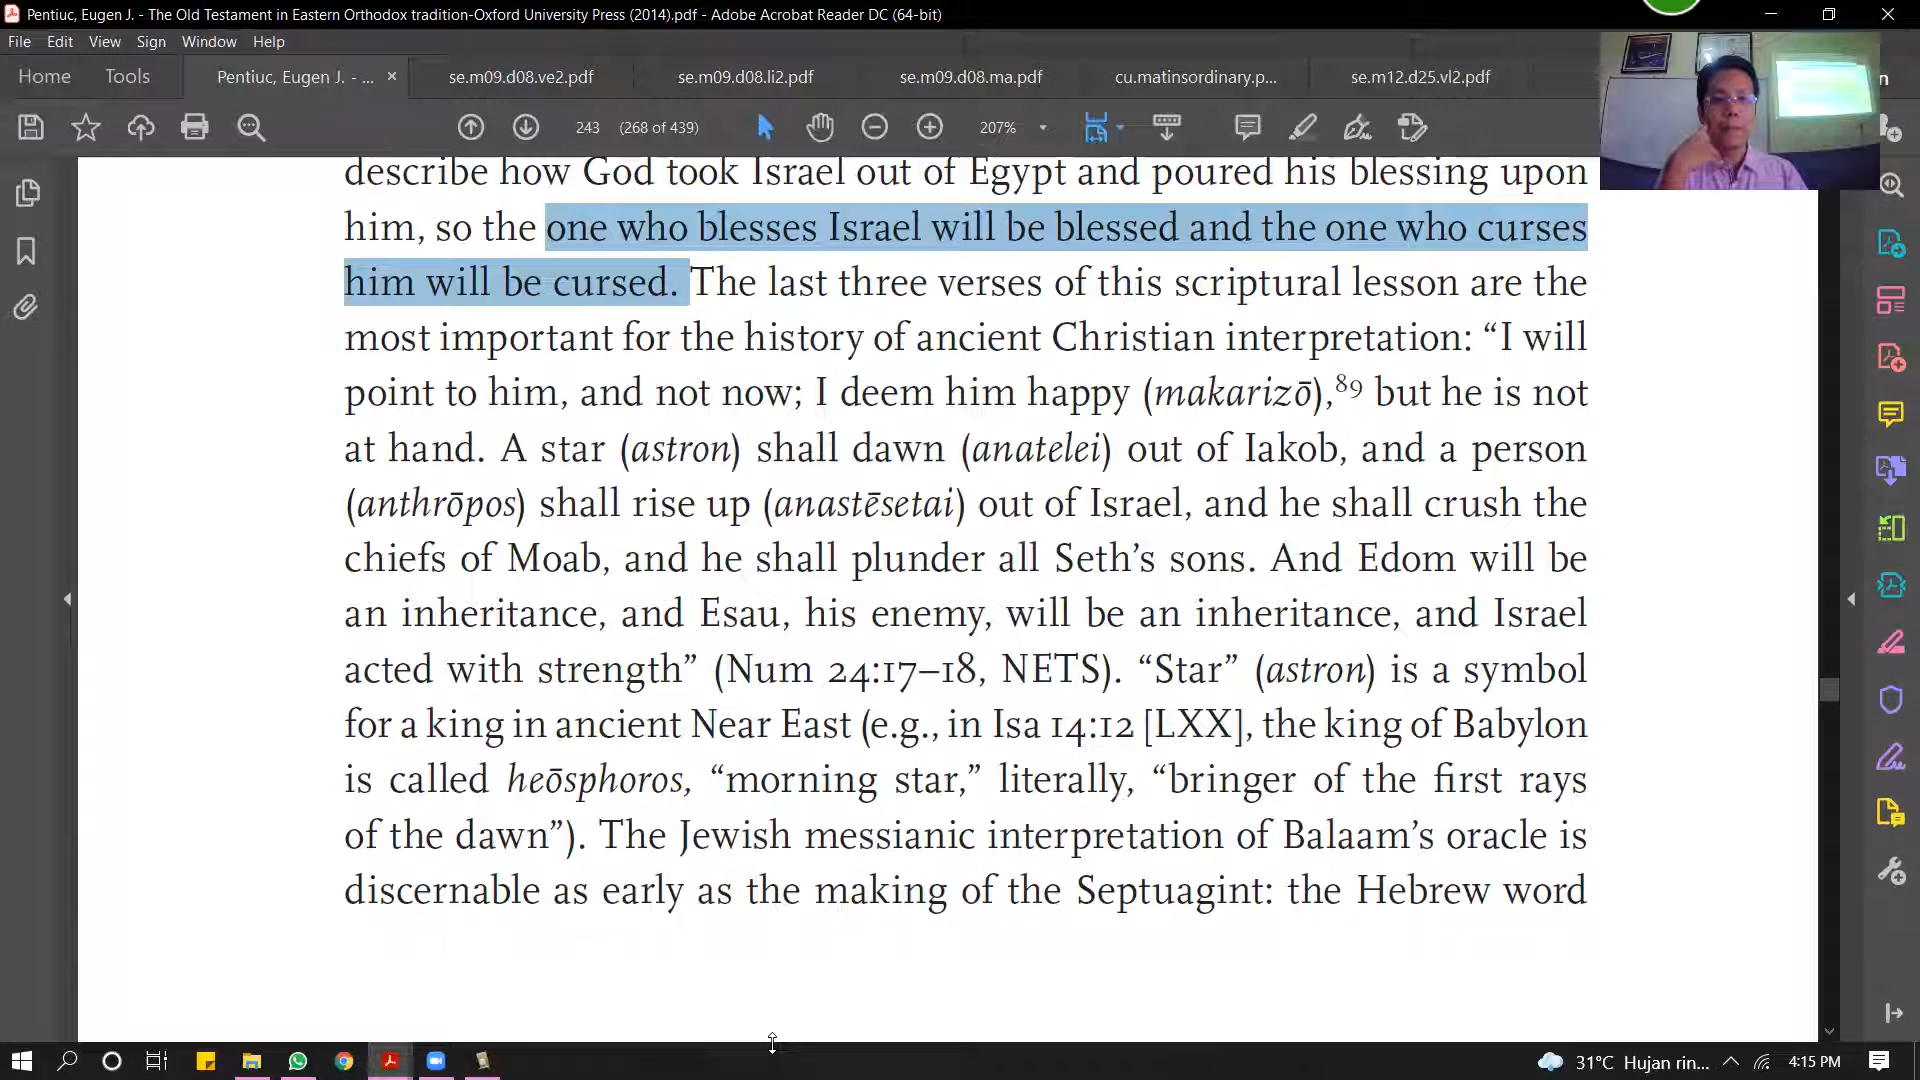 Pentiuc, Eugen J. - The Old Testament in Eastern Orthodox tradition-Oxford University Press (2014).pdf - Adobe Acrobat Reader DC (64-bit)
File Edit View Sign Window Help
Home Tools Pentiuc, Eugen J. - ... × se.m09.d08.ve2.pdf se.m09.d08.li2.pdf se.m09.d08.ma.pdf cu.matinsordinary.p... se.m12.d25.vl2.pdf
243 (268 of 439) 207%
describe how God took Israel out of Egypt and poured his blessing upon
him, so the one who blesses Israel will be blessed and the one who curses
him will be cursed. The last three verses of this scriptural lesson are the
most important for the history of ancient Christian interpretation: “I will
point to him, and not now; I deem him happy (makarizō),⁸⁹ but he is not
at hand. A star (astron) shall dawn (anatelei) out of Iakob, and a person
(anthrōpos) shall rise up (anastēsetai) out of Israel, and he shall crush the
chiefs of Moab, and he shall plunder all Seth’s sons. And Edom will be
an inheritance, and Esau, his enemy, will be an inheritance, and Israel
acted with strength” (Num 24:17–18, NETS). “Star” (astron) is a symbol
for a king in ancient Near East (e.g., in Isa 14:12 [LXX], the king of Babylon
is called heōsphoros, “morning star,” literally, “bringer of the first rays
of the dawn”). The Jewish messianic interpretation of Balaam’s oracle is
discernable as early as the making of the Septuagint: the Hebrew word
31°C Hujan rin... 4:15 PM